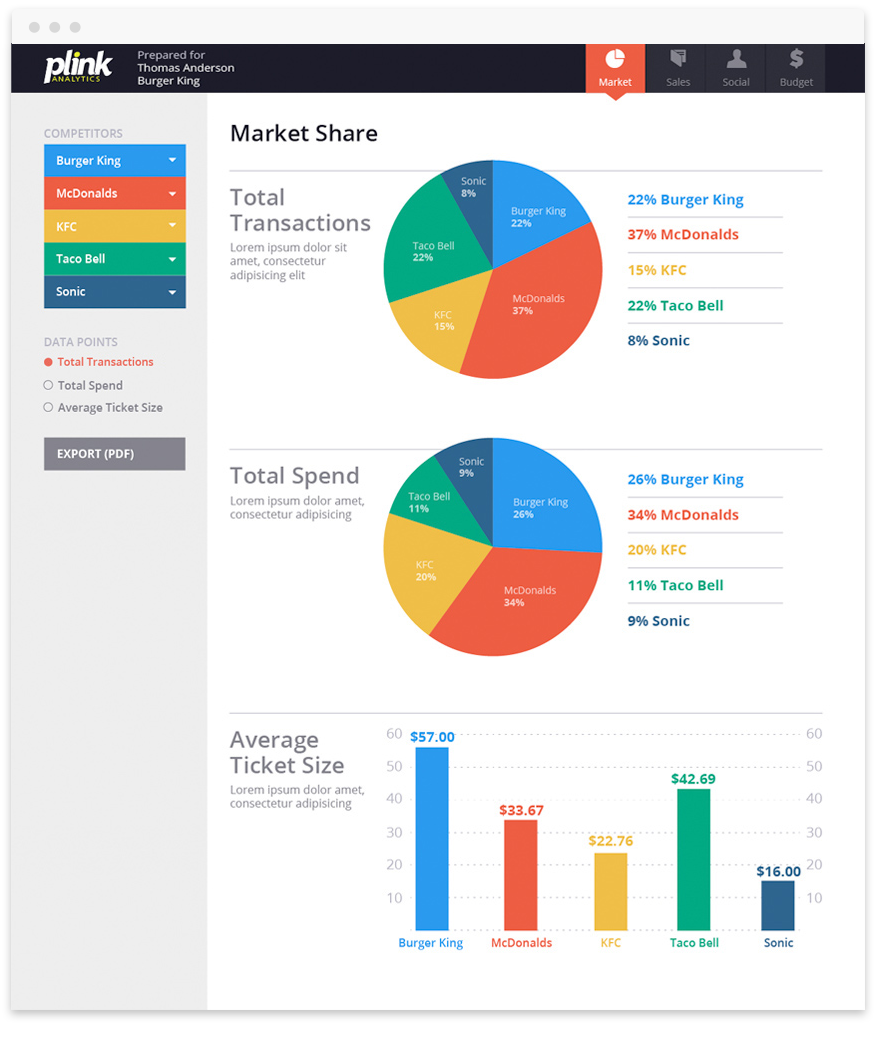 plink
ANALYTICS
Prepared for
Thomas Anderson
Burger King
Market
Sales
Social
Budget
COMPETITORS
Burger King
McDonalds
KFC
Taco Bell
Sonic
DATA POINTS
Total Transactions
Total Spend
Average Ticket Size
EXPORT (PDF)
Market Share
Total
Transactions
Lorem ipsum dolor sit
amet, consectetur
adipisicing elit
Sonic
8%
Burger King
22%
Taco Bell
22%
McDonalds
37%
KFC
15%
22% Burger King
37% McDonalds
15% KFC
22% Taco Bell
8% Sonic
Total Spend
Lorem ipsum dolor amet,
consectetur adipisicing
Sonic
9%
Burger King
26%
Taco Bell
11%
KFC
20%
McDonalds
34%
26% Burger King
34% McDonalds
20% KFC
11% Taco Bell
9% Sonic
Average
Ticket Size
Lorem ipsum dolor amet,
consectetur adipisicing
60 $57.00 60
50 50
$42.69
40 40
$33.67
30 30
$22.76
20 20
$16.00
10 10
Burger King McDonalds KFC Taco Bell Sonic